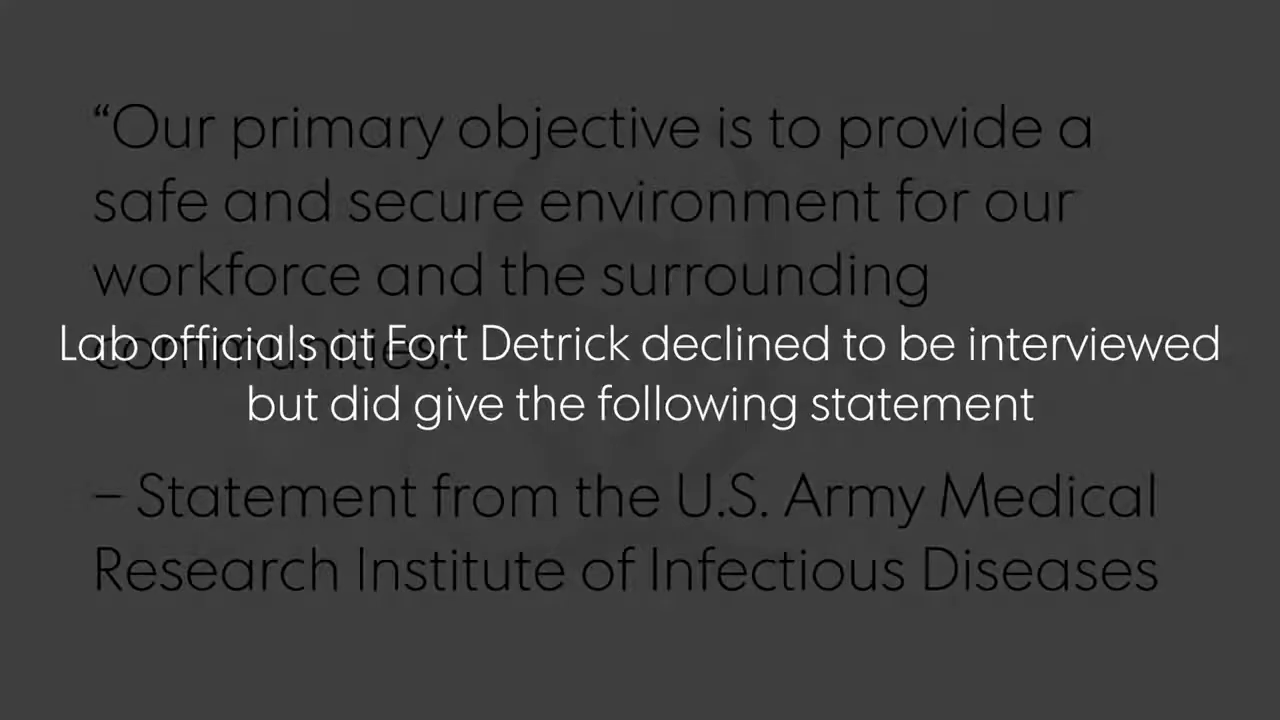 “Our primary objective is to provide a
safe and secure environment for our
workforce and the surrounding
communities.”
Lab officials at Fort Detrick declined to be interviewed
but did give the following statement
– Statement from the U.S. Army Medical
Research Institute of Infectious Diseases